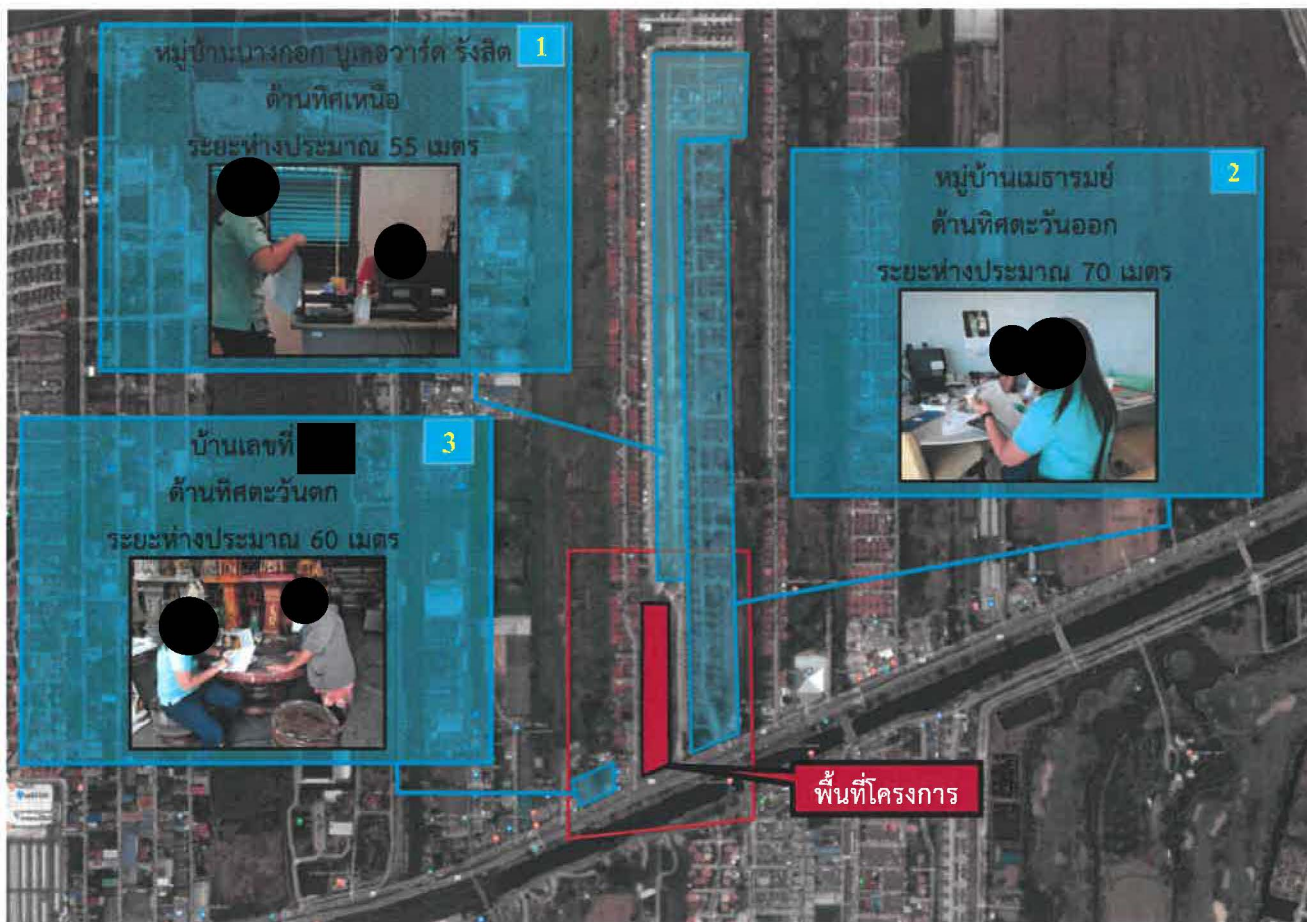 หมู่บ้านบางกอก บูเลอวาร์ด รังสิต
1
ด้านทิศเหนือ
ระยะห่างประมาณ 55 เมตร
หมู่บ้านเมธารมย์
2
ด้านทิศตะวันออก
ระยะห่างประมาณ 70 เมตร
บ้านเลขที่
3
ด้านทิศตะวันตก
ระยะห่างประมาณ 60 เมตร
พื้นที่โครงการ